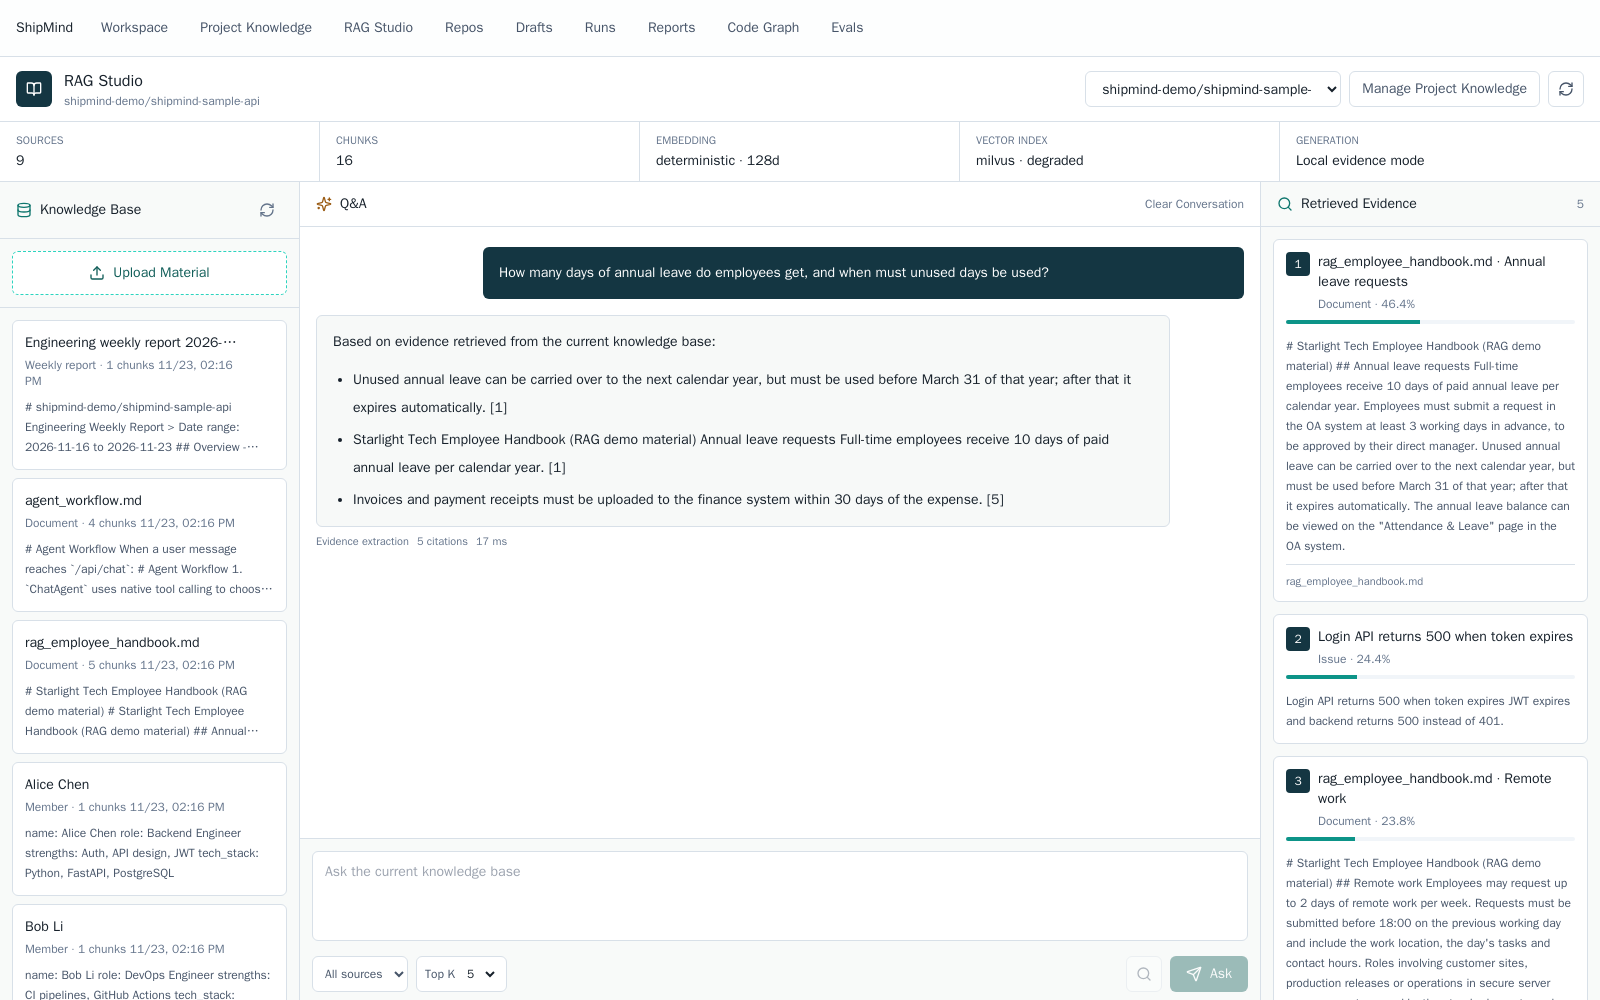 ShipMind Workspace Project Knowledge RAG Studio Repos Drafts Runs Reports Code Graph Evals
RAG Studio
shipmind-demo/shipmind-sample-api
shipmind-demo/shipmind-sample-
Manage Project Knowledge
SOURCES
9
CHUNKS
16
EMBEDDING
deterministic · 128d
VECTOR INDEX
milvus · degraded
GENERATION
Local evidence mode
Knowledge Base
Upload Material
Engineering weekly report 2026-···
Weekly report · 1 chunks 11/23, 02:16
PM
# shipmind-demo/shipmind-sample-api
Engineering Weekly Report > Date range:
2026-11-16 to 2026-11-23 ## Overview -···
agent_workflow.md
Document · 4 chunks 11/23, 02:16 PM
# Agent Workflow When a user message
reaches `/api/chat`: # Agent Workflow 1.
`ChatAgent` uses native tool calling to choos···
rag_employee_handbook.md
Document · 5 chunks 11/23, 02:16 PM
# Starlight Tech Employee Handbook (RAG
demo material) # Starlight Tech Employee
Handbook (RAG demo material) ## Annual···
Alice Chen
Member · 1 chunks 11/23, 02:16 PM
name: Alice Chen role: Backend Engineer
strengths: Auth, API design, JWT tech_stack:
Python, FastAPI, PostgreSQL
Bob Li
Member · 1 chunks 11/23, 02:16 PM
name: Bob Li role: DevOps Engineer strengths:
CI pipelines, GitHub Actions tech_stack:
Q&A
Clear Conversation
How many days of annual leave do employees get, and when must unused days be used?
Based on evidence retrieved from the current knowledge base:
• Unused annual leave can be carried over to the next calendar year, but must be used before March 31 of that year; after that it
expires automatically. [1]
• Starlight Tech Employee Handbook (RAG demo material) Annual leave requests Full-time employees receive 10 days of paid
annual leave per calendar year. [1]
• Invoices and payment receipts must be uploaded to the finance system within 30 days of the expense. [5]
Evidence extraction 5 citations 17 ms
Ask the current knowledge base
All sources
Top K 5
Ask
Retrieved Evidence 5
1
rag_employee_handbook.md · Annual
leave requests
Document · 46.4%
# Starlight Tech Employee Handbook (RAG demo
material) ## Annual leave requests Full-time
employees receive 10 days of paid annual leave per
calendar year. Employees must submit a request in
the OA system at least 3 working days in advance, to
be approved by their direct manager. Unused annual
leave can be carried over to the next calendar year, but
must be used before March 31 of that year; after that
it expires automatically. The annual leave balance can
be viewed on the "Attendance & Leave" page in the
OA system.
rag_employee_handbook.md
2
Login API returns 500 when token expires
Issue · 24.4%
Login API returns 500 when token expires JWT expires
and backend returns 500 instead of 401.
3
rag_employee_handbook.md · Remote
work
Document · 23.8%
# Starlight Tech Employee Handbook (RAG demo
material) ## Remote work Employees may request up
to 2 days of remote work per week. Requests must be
submitted before 18:00 on the previous working day
and include the work location, the day's tasks and
contact hours. Roles involving customer sites,
production releases or operations in secure server